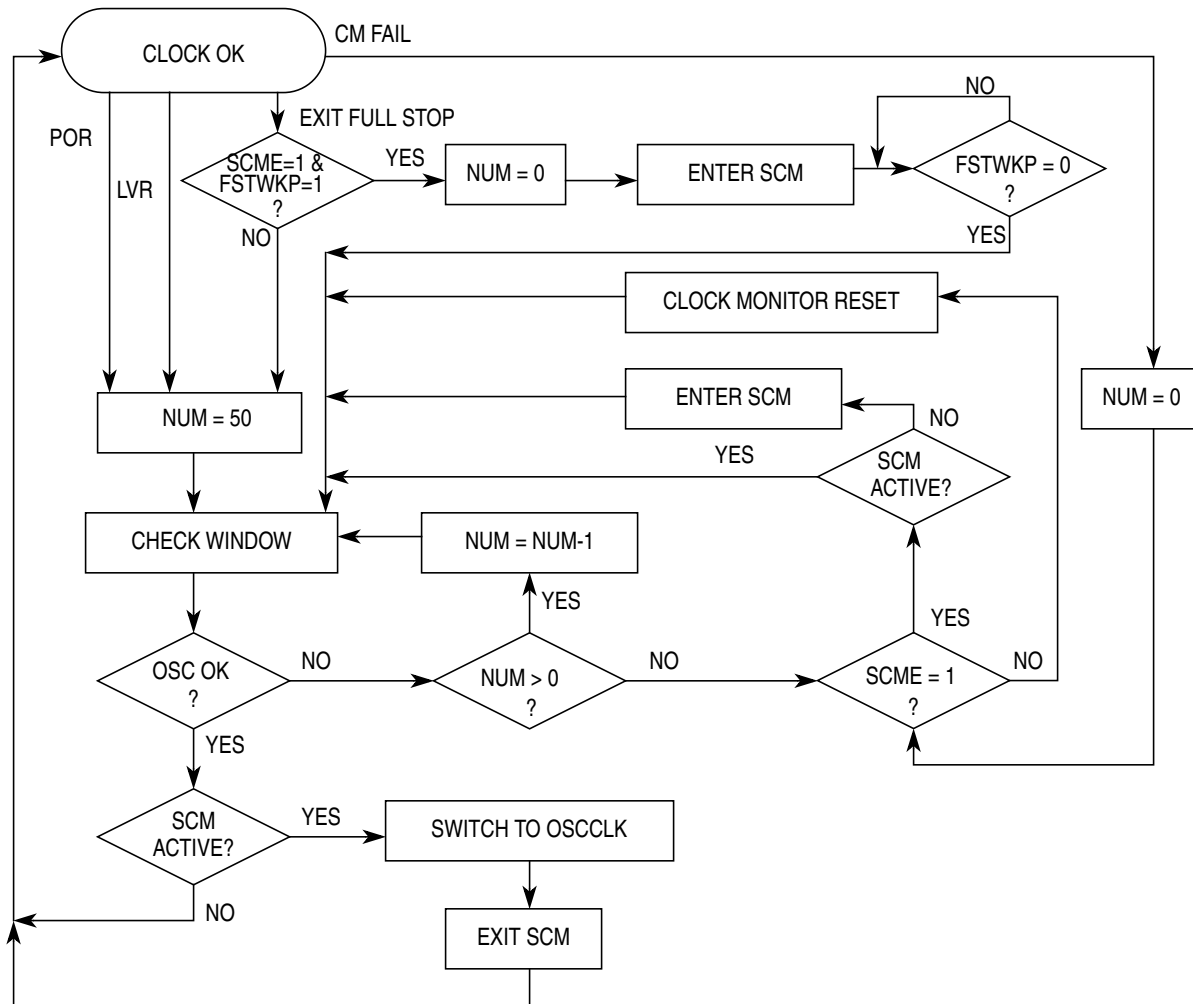 CLOCK OK
CM FAIL
POR
LVR
EXIT FULL STOP
SCME=1 &
FSTWKP=1
?
YES
NO
NUM = 0
ENTER SCM
NO
FSTWKP = 0
?
YES
CLOCK MONITOR RESET
NUM = 50
ENTER SCM
NUM = 0
NO
YES
SCM
ACTIVE?
CHECK WINDOW
NUM = NUM-1
YES
YES
OSC OK
?
NO
NUM > 0
?
NO
SCME = 1
?
NO
YES
SCM
ACTIVE?
YES
SWITCH TO OSCCLK
NO
EXIT SCM